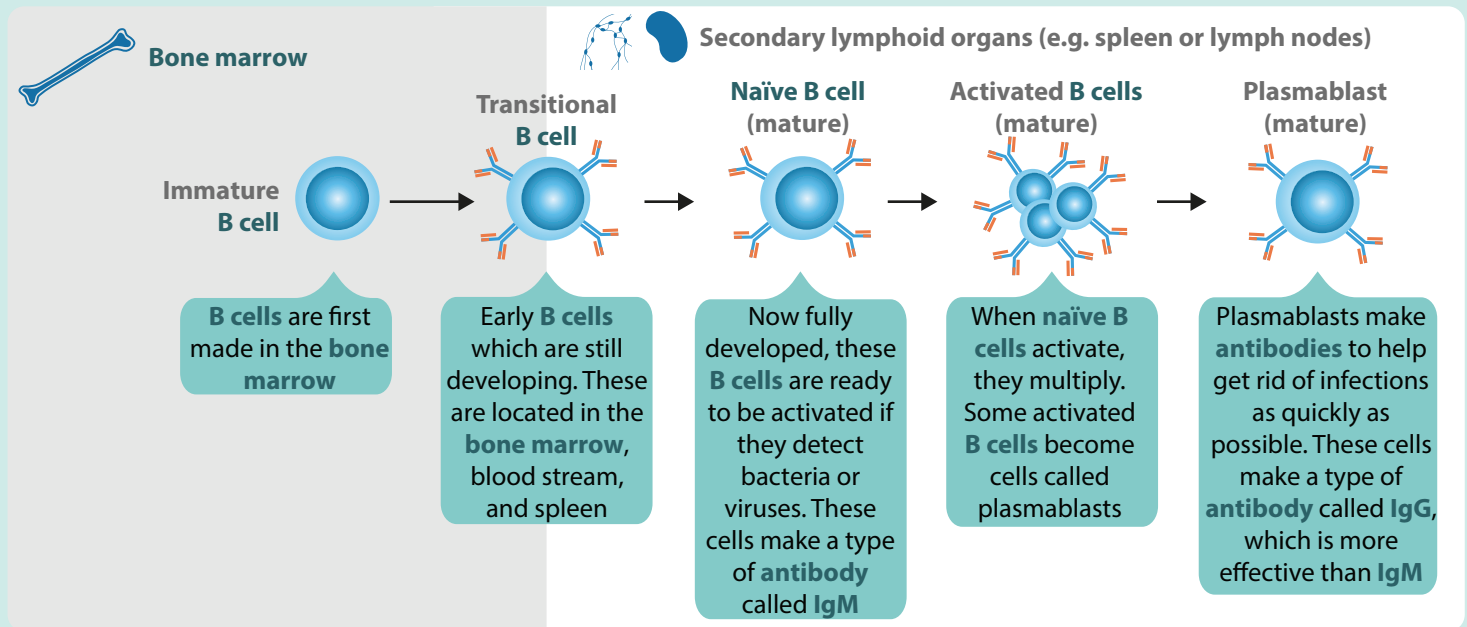 Bone marrow
Secondary lymphoid organs (e.g. spleen or lymph nodes)
Immature
B cell
Transitional
B cell
Naïve B cell
(mature)
Activated B cells
(mature)
Plasmablast
(mature)
B cells are first
made in the bone
marrow
Early B cells
which are still
developing. These
are located in the
bone marrow,
blood stream,
and spleen
Now fully
developed, these
B cells are ready
to be activated if
they detect
bacteria or
viruses. These
cells make a type
of antibody
called IgM
When naïve B
cells activate,
they multiply.
Some activated
B cells become
cells called
plasmablasts
Plasmablasts make
antibodies to help
get rid of infections
as quickly as
possible. These cells
make a type of
antibody called IgG,
which is more
effective than IgM